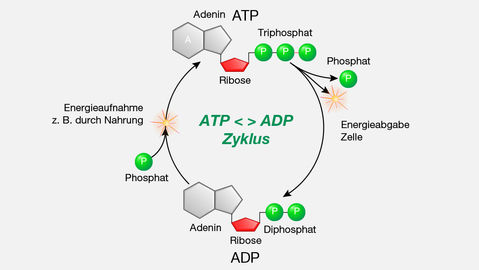 Adenin ATP
A
Triphosphat
P P P
Ribose
Phosphat
P
Energieaufnahme
z. B. durch Nahrung
ATP < > ADP
Zyklus
Energieabgabe
Zelle
P
Phosphat
P P
Adenin
Ribose
Diphosphat
ADP